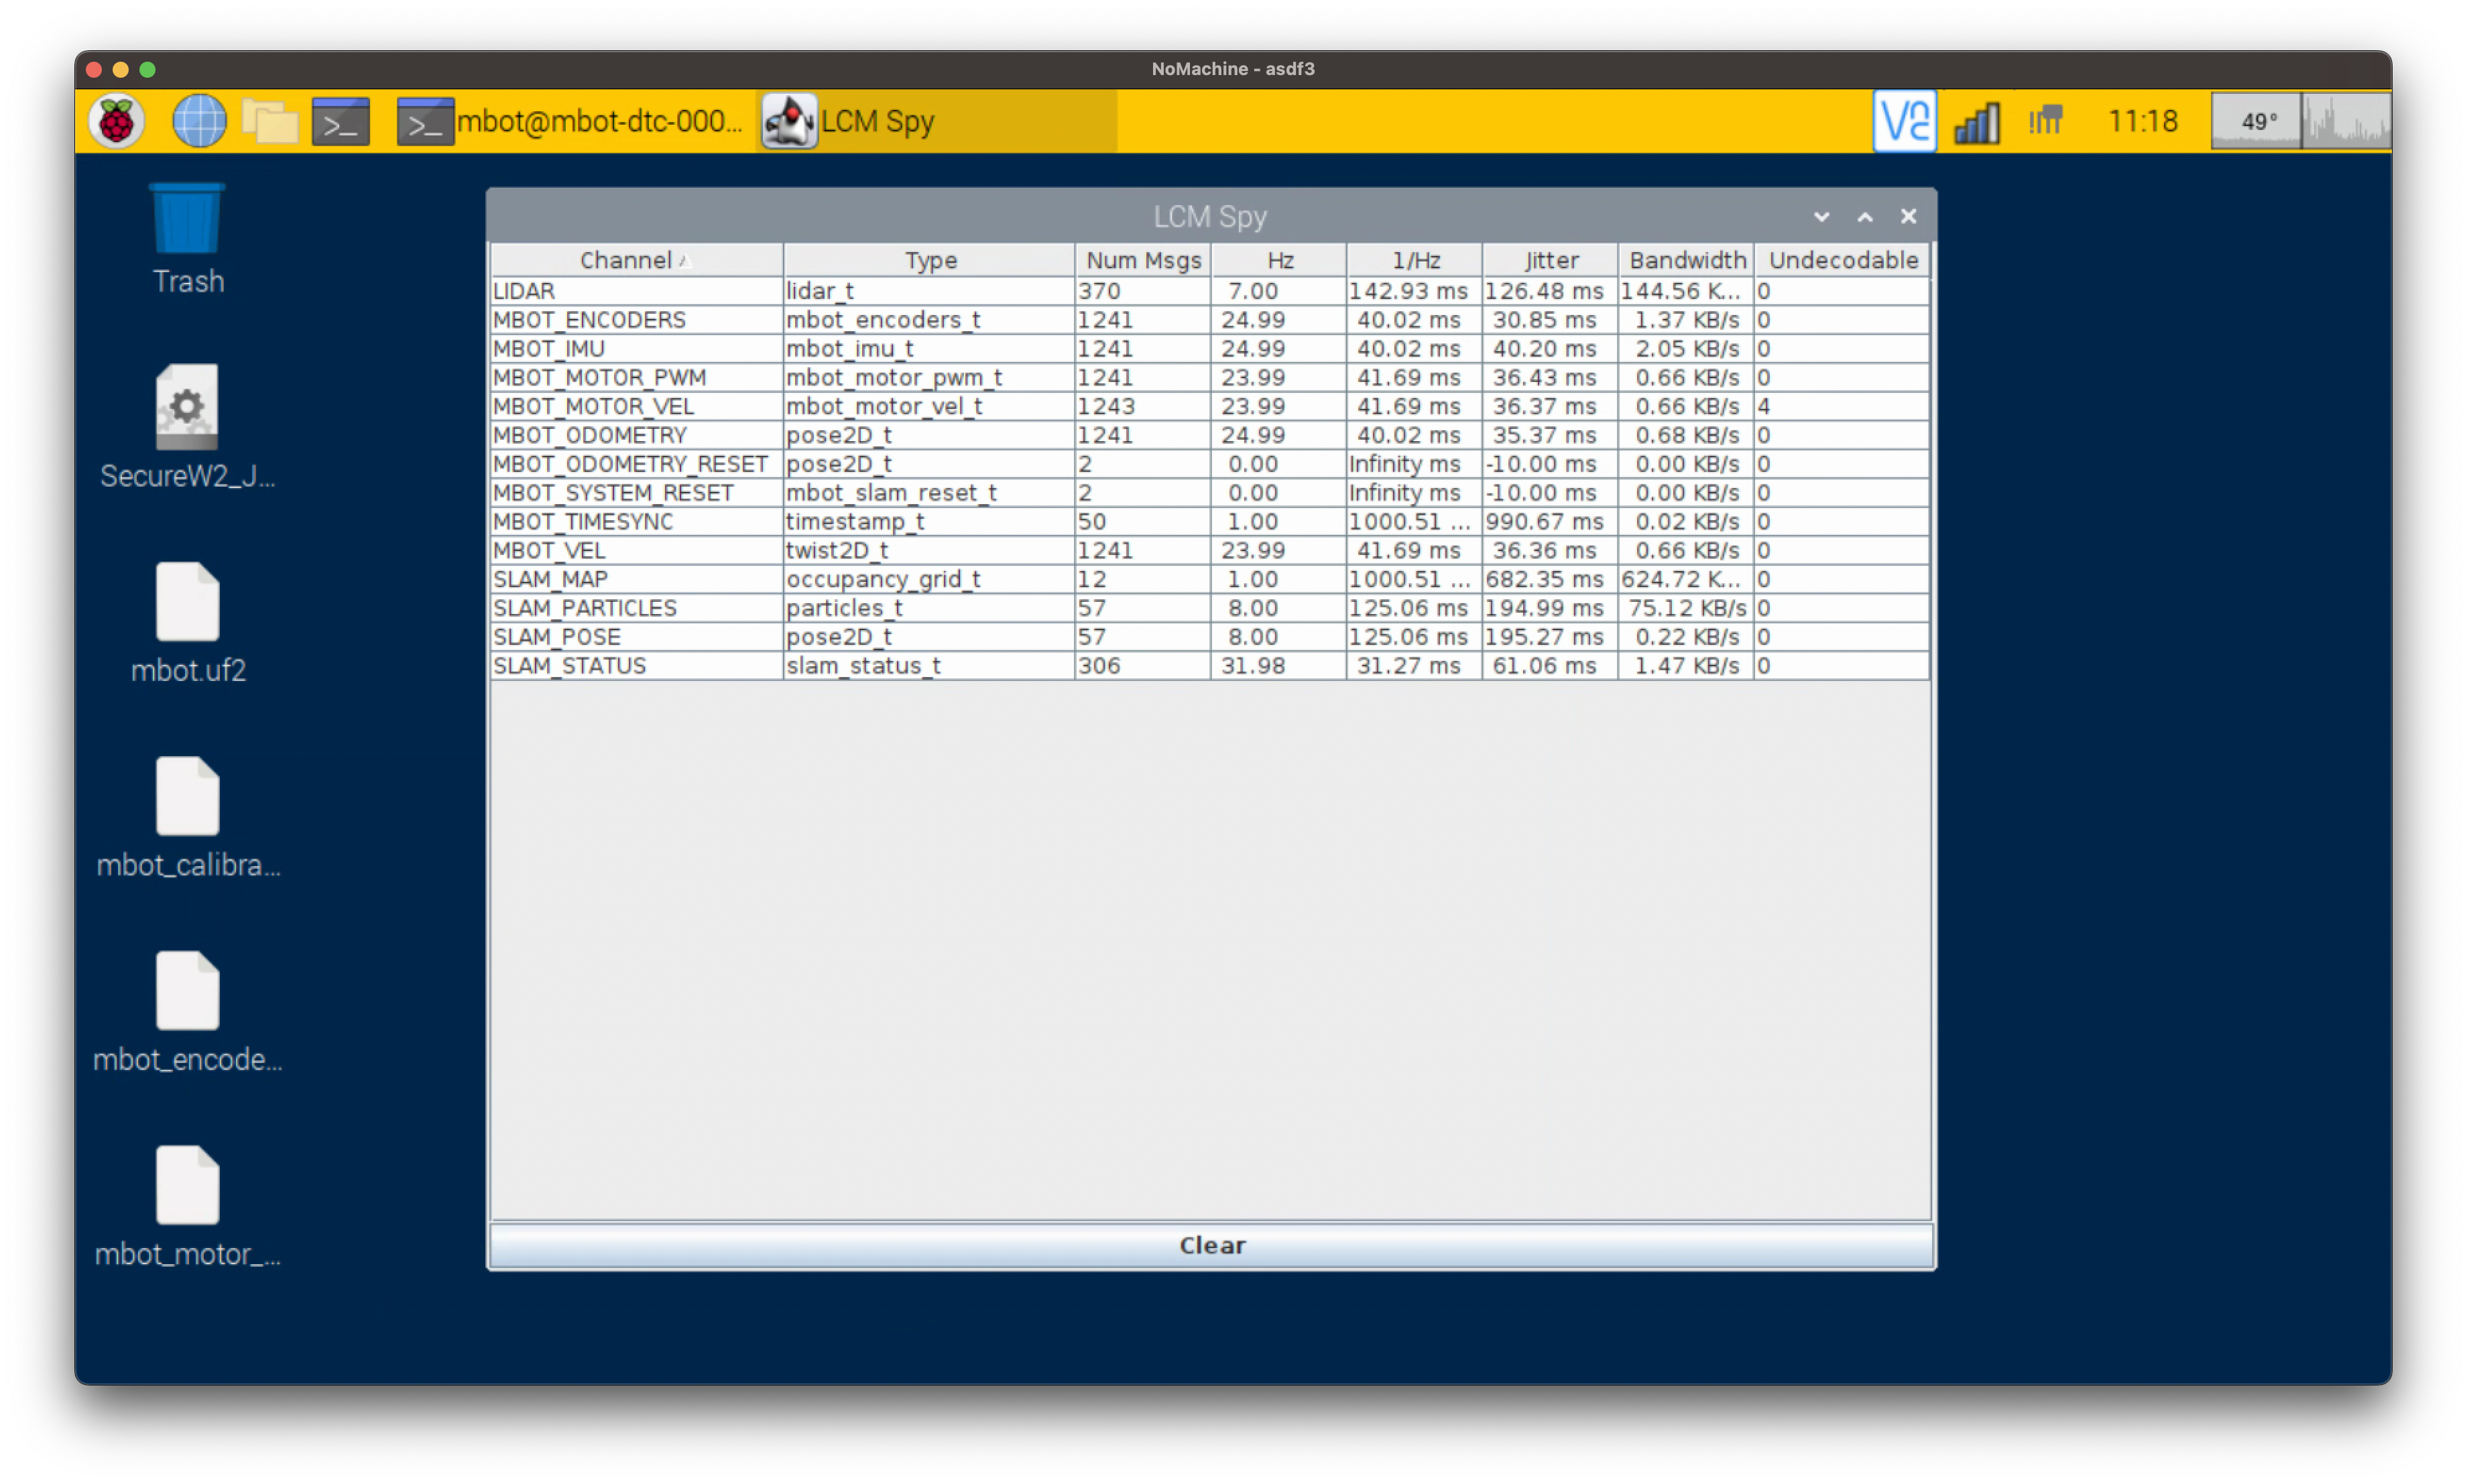 NoMachine - asdf3
mbot@mbot-dtc-000... LCM Spy 11:18 49°
Trash
SecureW2_J...
mbot.uf2
mbot_calibra...
mbot_encode...
mbot_motor_...
LCM Spy
Channel Type Num Msgs Hz 1/Hz Jitter Bandwidth Undecodable
LIDAR lidar_t 370 7.00 142.93 ms 126.48 ms 144.56 K... 0
MBOT_ENCODERS mbot_encoders_t 1241 24.99 40.02 ms 30.85 ms 1.37 KB/s 0
MBOT_IMU mbot_imu_t 1241 24.99 40.02 ms 40.20 ms 2.05 KB/s 0
MBOT_MOTOR_PWM mbot_motor_pwm_t 1241 23.99 41.69 ms 36.43 ms 0.66 KB/s 0
MBOT_MOTOR_VEL mbot_motor_vel_t 1243 23.99 41.69 ms 36.37 ms 0.66 KB/s 4
MBOT_ODOMETRY pose2D_t 1241 24.99 40.02 ms 35.37 ms 0.68 KB/s 0
MBOT_ODOMETRY_RESET pose2D_t 2 0.00 Infinity ms -10.00 ms 0.00 KB/s 0
MBOT_SYSTEM_RESET mbot_slam_reset_t 2 0.00 Infinity ms -10.00 ms 0.00 KB/s 0
MBOT_TIMESYNC timestamp_t 50 1.00 1000.51 ... 990.67 ms 0.02 KB/s 0
MBOT_VEL twist2D_t 1241 23.99 41.69 ms 36.36 ms 0.66 KB/s 0
SLAM_MAP occupancy_grid_t 12 1.00 1000.51 ... 682.35 ms 624.72 K... 0
SLAM_PARTICLES particles_t 57 8.00 125.06 ms 194.99 ms 75.12 KB/s 0
SLAM_POSE pose2D_t 57 8.00 125.06 ms 195.27 ms 0.22 KB/s 0
SLAM_STATUS slam_status_t 306 31.98 31.27 ms 61.06 ms 1.47 KB/s 0
Clear